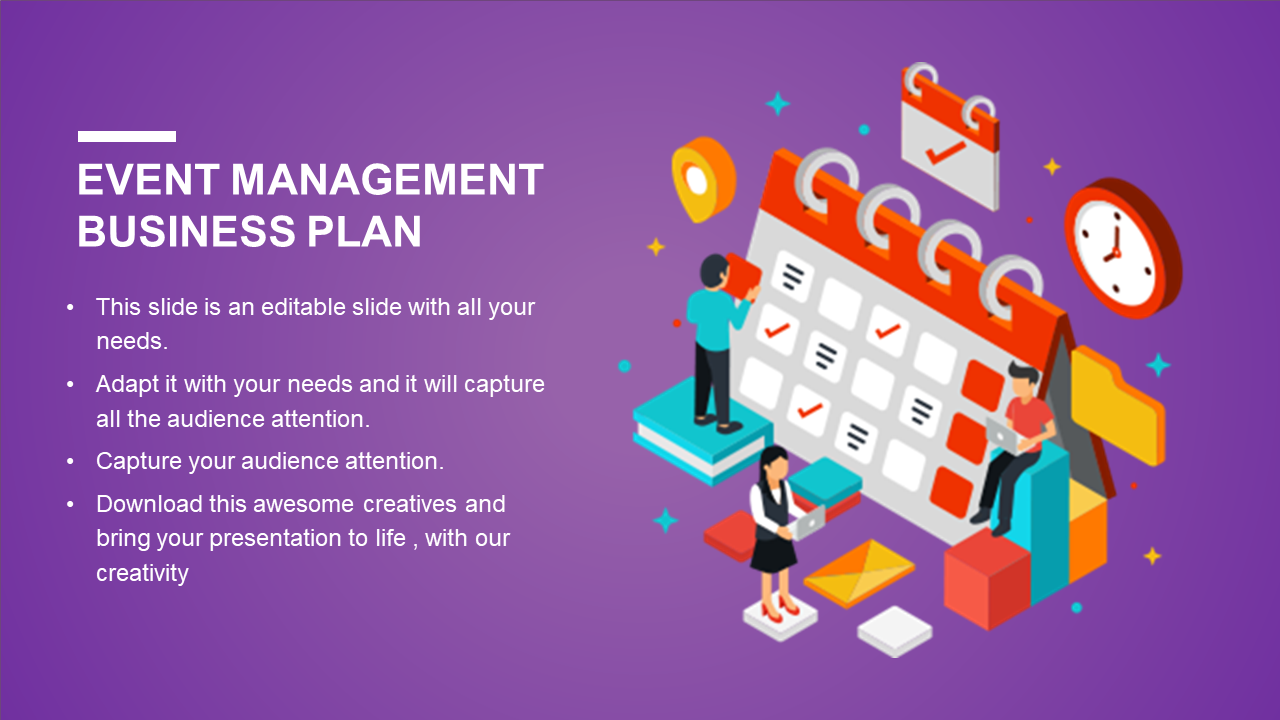 EVENT MANAGEMENT
BUSINESS PLAN
• This slide is an editable slide with all your
needs.
• Adapt it with your needs and it will capture
all the audience attention.
• Capture your audience attention.
• Download this awesome creatives and
bring your presentation to life , with our
creativity